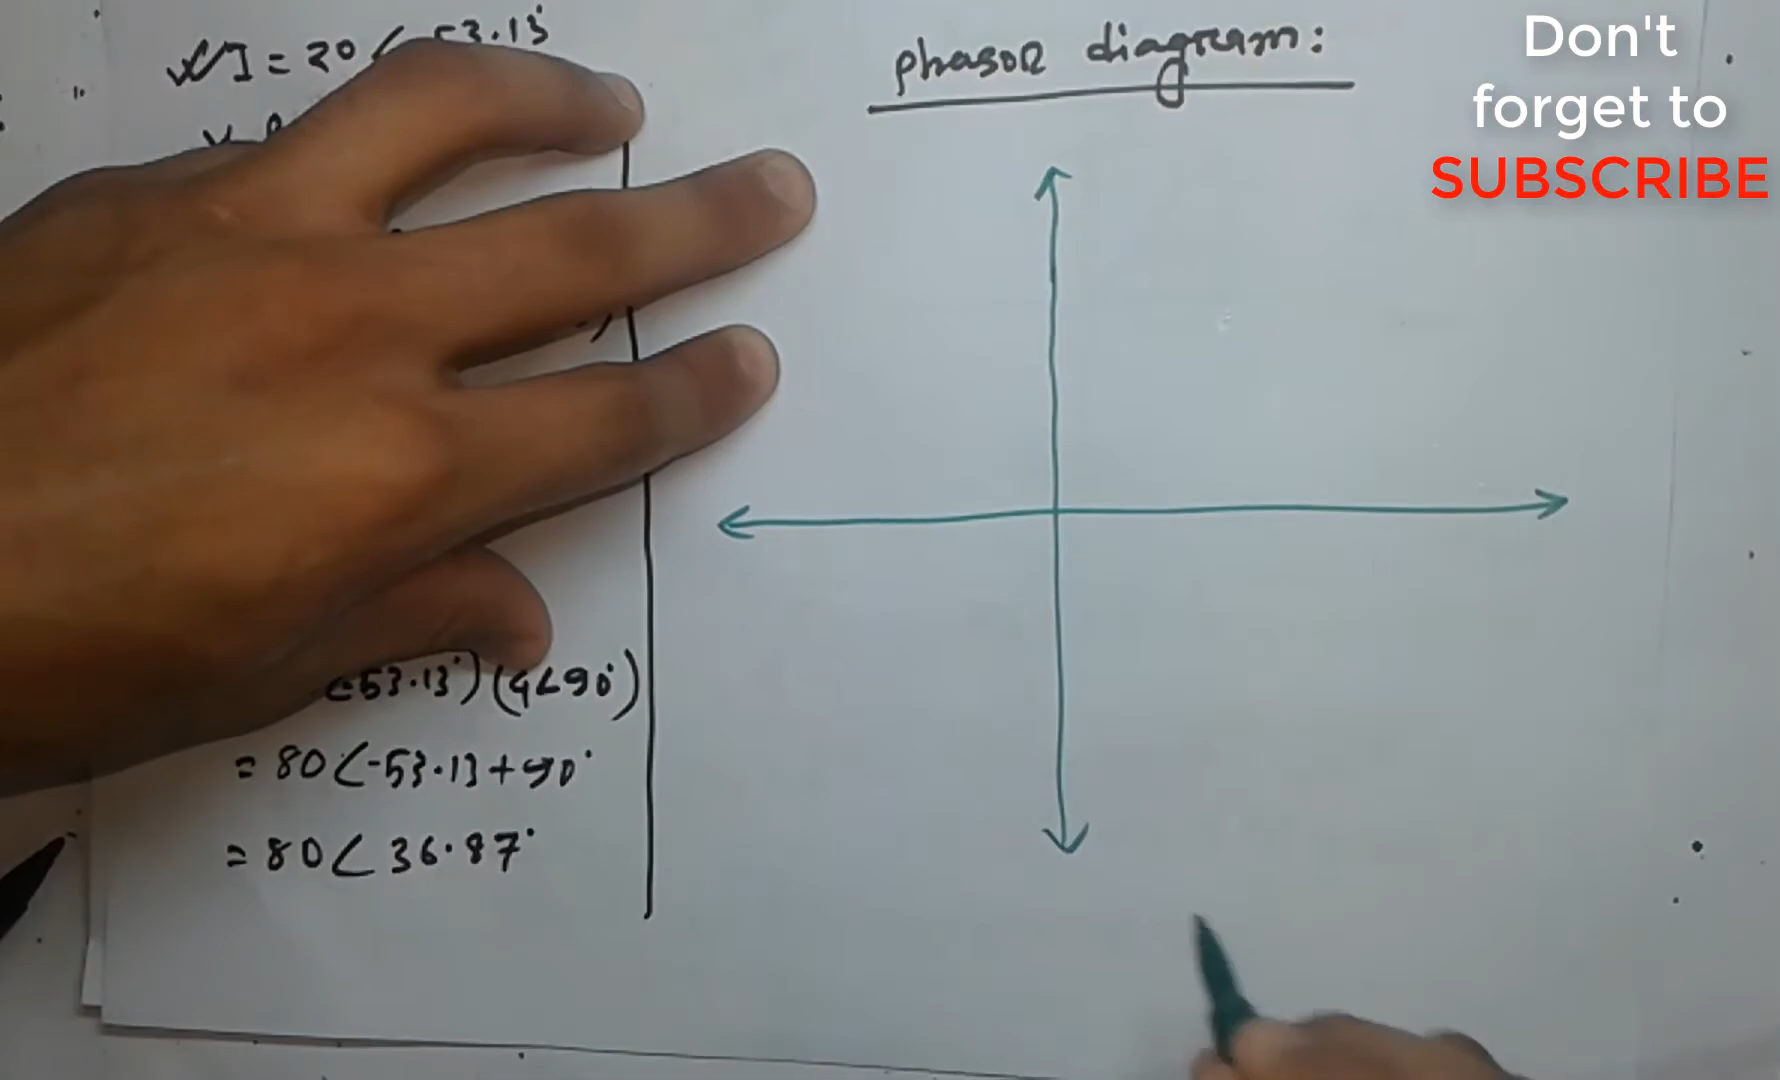 I = 20 < -53.13°
<-53.13°) (4<90°)
= 80 <-53.13+90°
= 80 < 36.87°
phasor diagram:
Don't
forget to
SUBSCRIBE